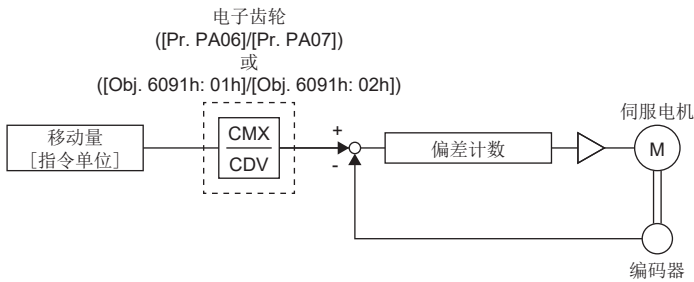 电子齿轮
([Pr. PA06]/[Pr. PA07])
或
([Obj. 6091h: 01h]/[Obj. 6091h: 02h])
伺服电机
移动量
[指令单位]
CMX
CDV
+
-
偏差计数
M
编码器